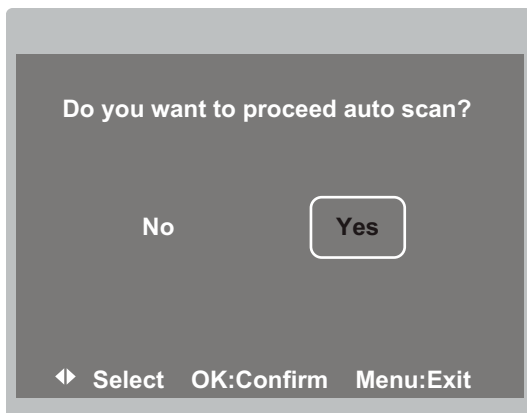 Do you want to proceed auto scan?
No Yes
Select OK:Confirm Menu:Exit